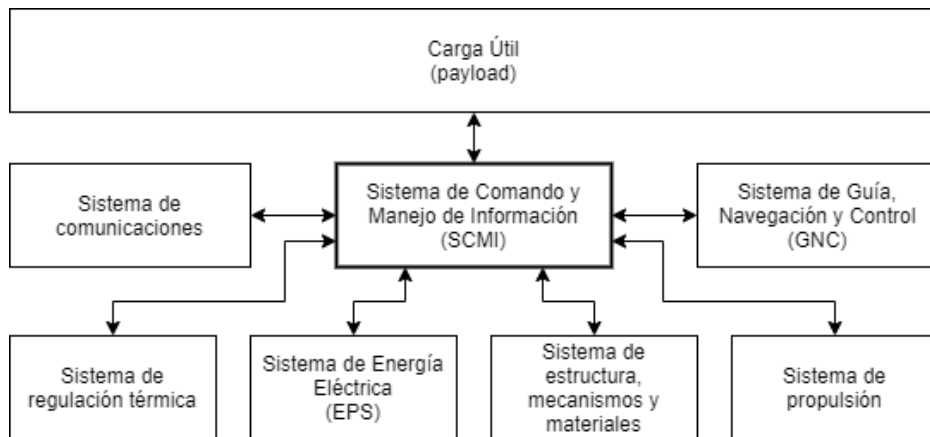 Carga Útil
(payload)
Sistema de
comunicaciones
Sistema de Comando y
Manejo de Información
(SCMI)
Sistema de Guía,
Navegación y Control
(GNC)
Sistema de
regulación térmica
Sistema de Energía
Eléctrica
(EPS)
Sistema de
estructura,
mecanismos y
materiales
Sistema de
propulsión